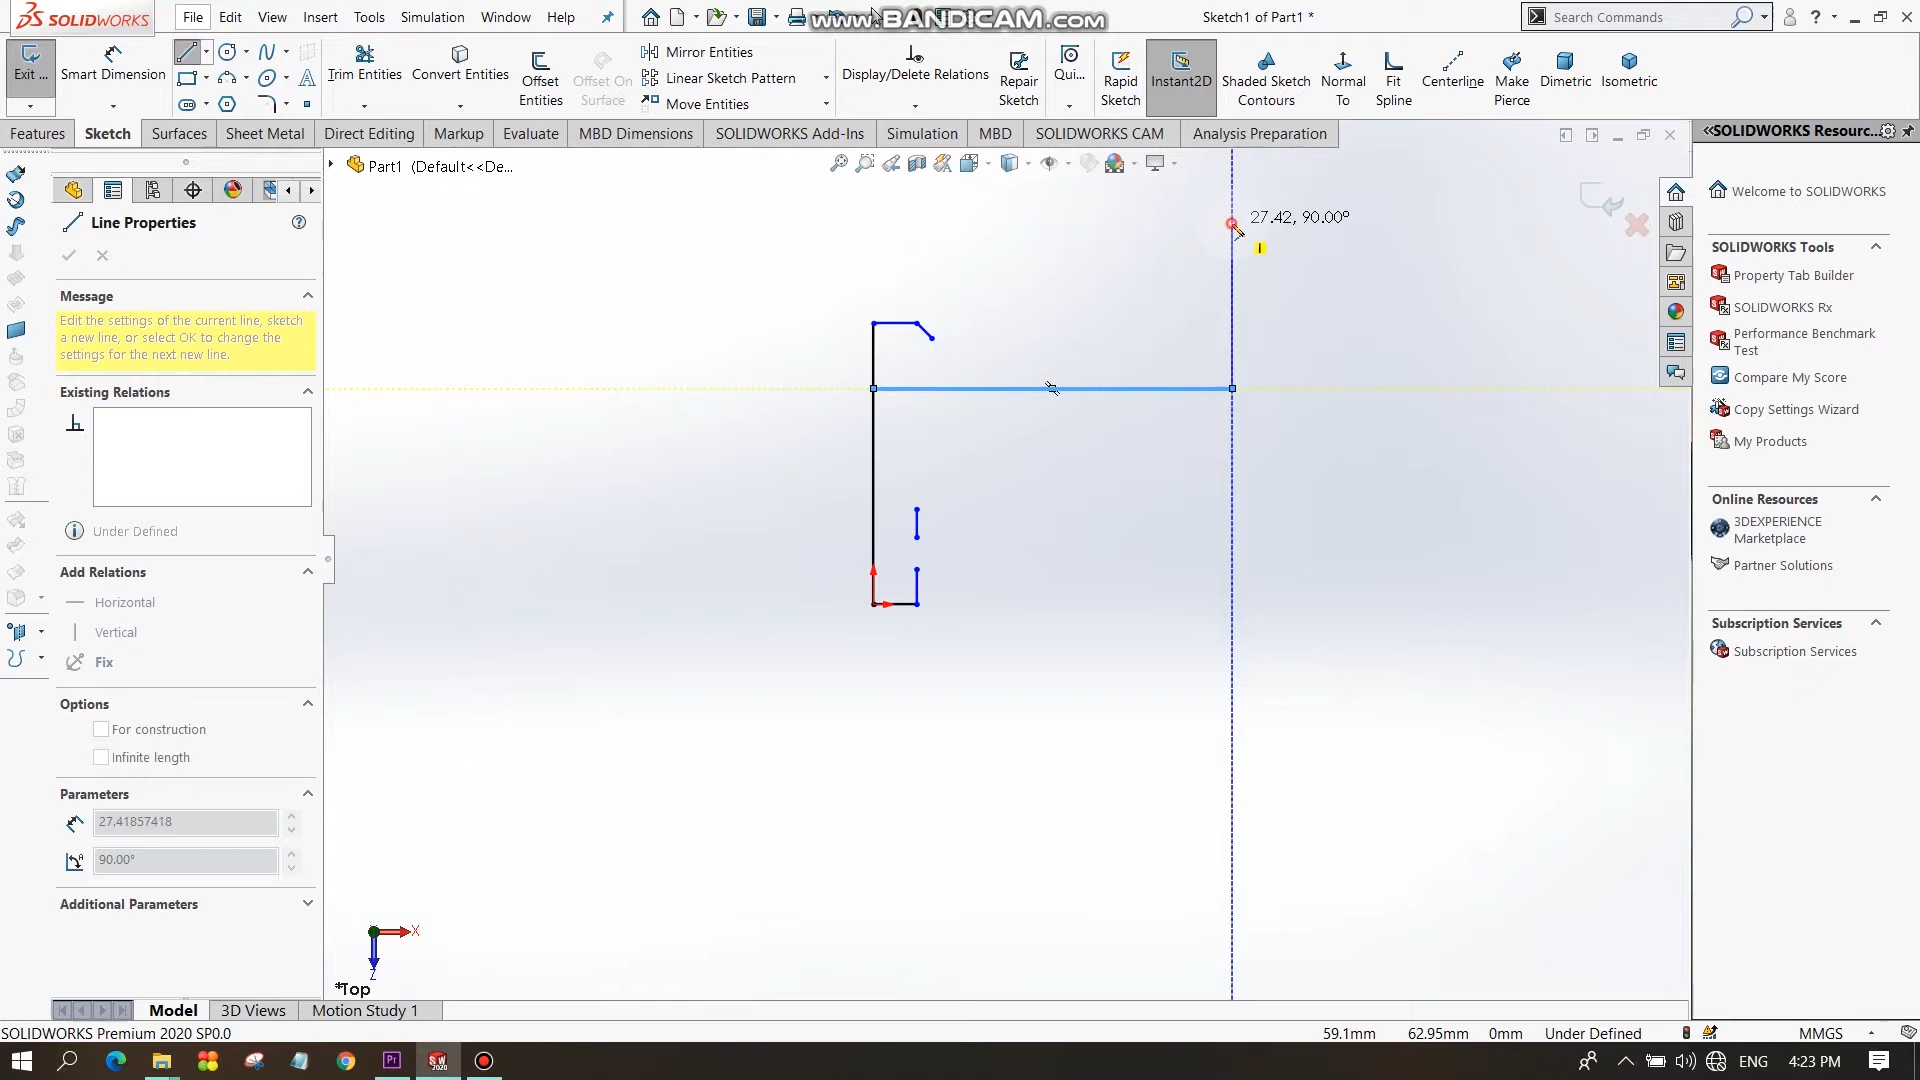 SOLIDWORKS
File Edit View Insert Tools Simulation Window Help
www.BANDICAM.com
Sketch1 of Part1 *
Search Commands
Exit ...
Smart Dimension
Trim Entities
Convert Entities
Offset Entities
Offset On Surface
Mirror Entities
Linear Sketch Pattern
Move Entities
Display/Delete Relations
Repair Sketch
Qui...
Rapid Sketch
Instant2D
Shaded Sketch Contours
Normal To
Fit Spline
Centerline
Make Pierce
Dimetric
Isometric
Features Sketch Surfaces Sheet Metal Direct Editing Markup Evaluate MBD Dimensions SOLIDWORKS Add-Ins Simulation MBD SOLIDWORKS CAM Analysis Preparation
SOLIDWORKS Resourc...
Part1 (Default<<De...
Line Properties
Message
Edit the settings of the current line, sketch
a new line, or select OK to change the
settings for the next new line.
Existing Relations
Under Defined
Add Relations
Horizontal
Vertical
Fix
Options
For construction
Infinite length
Parameters
27.41857418
90.00°
Additional Parameters
27.42, 90.00°
X
Z
*Top
Welcome to SOLIDWORKS
SOLIDWORKS Tools
Property Tab Builder
SOLIDWORKS Rx
Performance Benchmark
Test
Compare My Score
Copy Settings Wizard
My Products
Online Resources
3DEXPERIENCE
Marketplace
Partner Solutions
Subscription Services
Subscription Services
Model 3D Views Motion Study 1
SOLIDWORKS Premium 2020 SP0.0
59.1mm 62.95mm 0mm Under Defined MMGS
Pr
SW
2020
ENG 4:23 PM